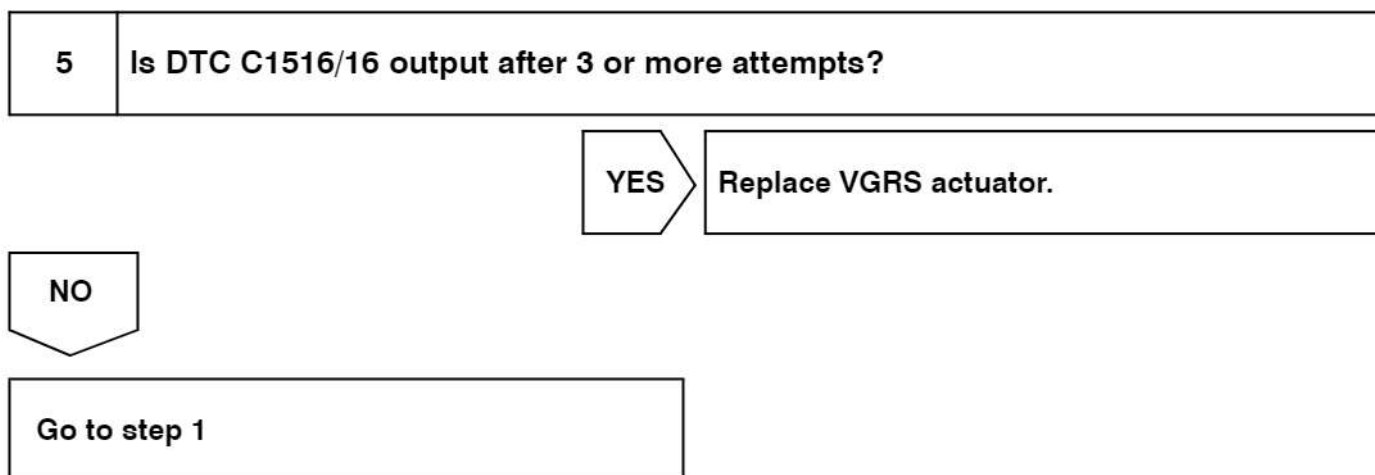 5 Is DTC C1516/16 output after 3 or more attempts?
YES Replace VGRS actuator.
NO
Go to step 1